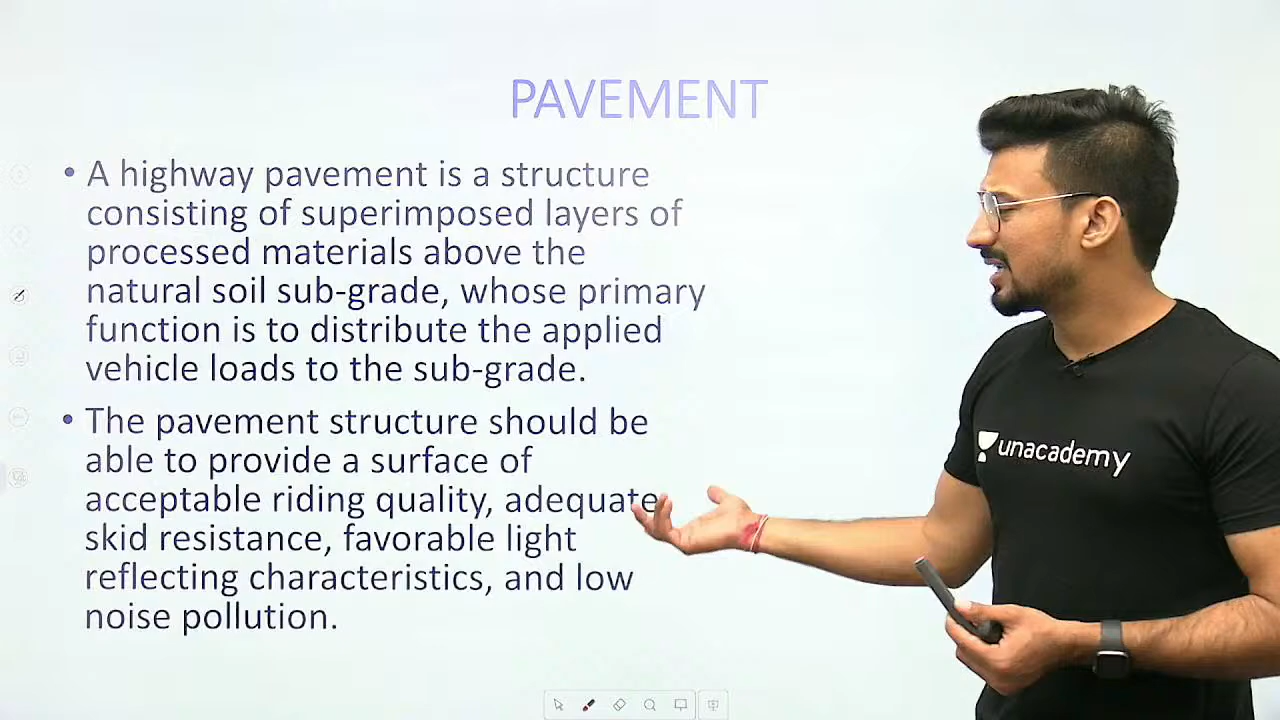 PAVEMENT
• A highway pavement is a structure
consisting of superimposed layers of
processed materials above the
natural soil sub-grade, whose primary
function is to distribute the applied
vehicle loads to the sub-grade.
• The pavement structure should be
able to provide a surface of
acceptable riding quality, adequate
skid resistance, favorable light
reflecting characteristics, and low
noise pollution.
unacademy